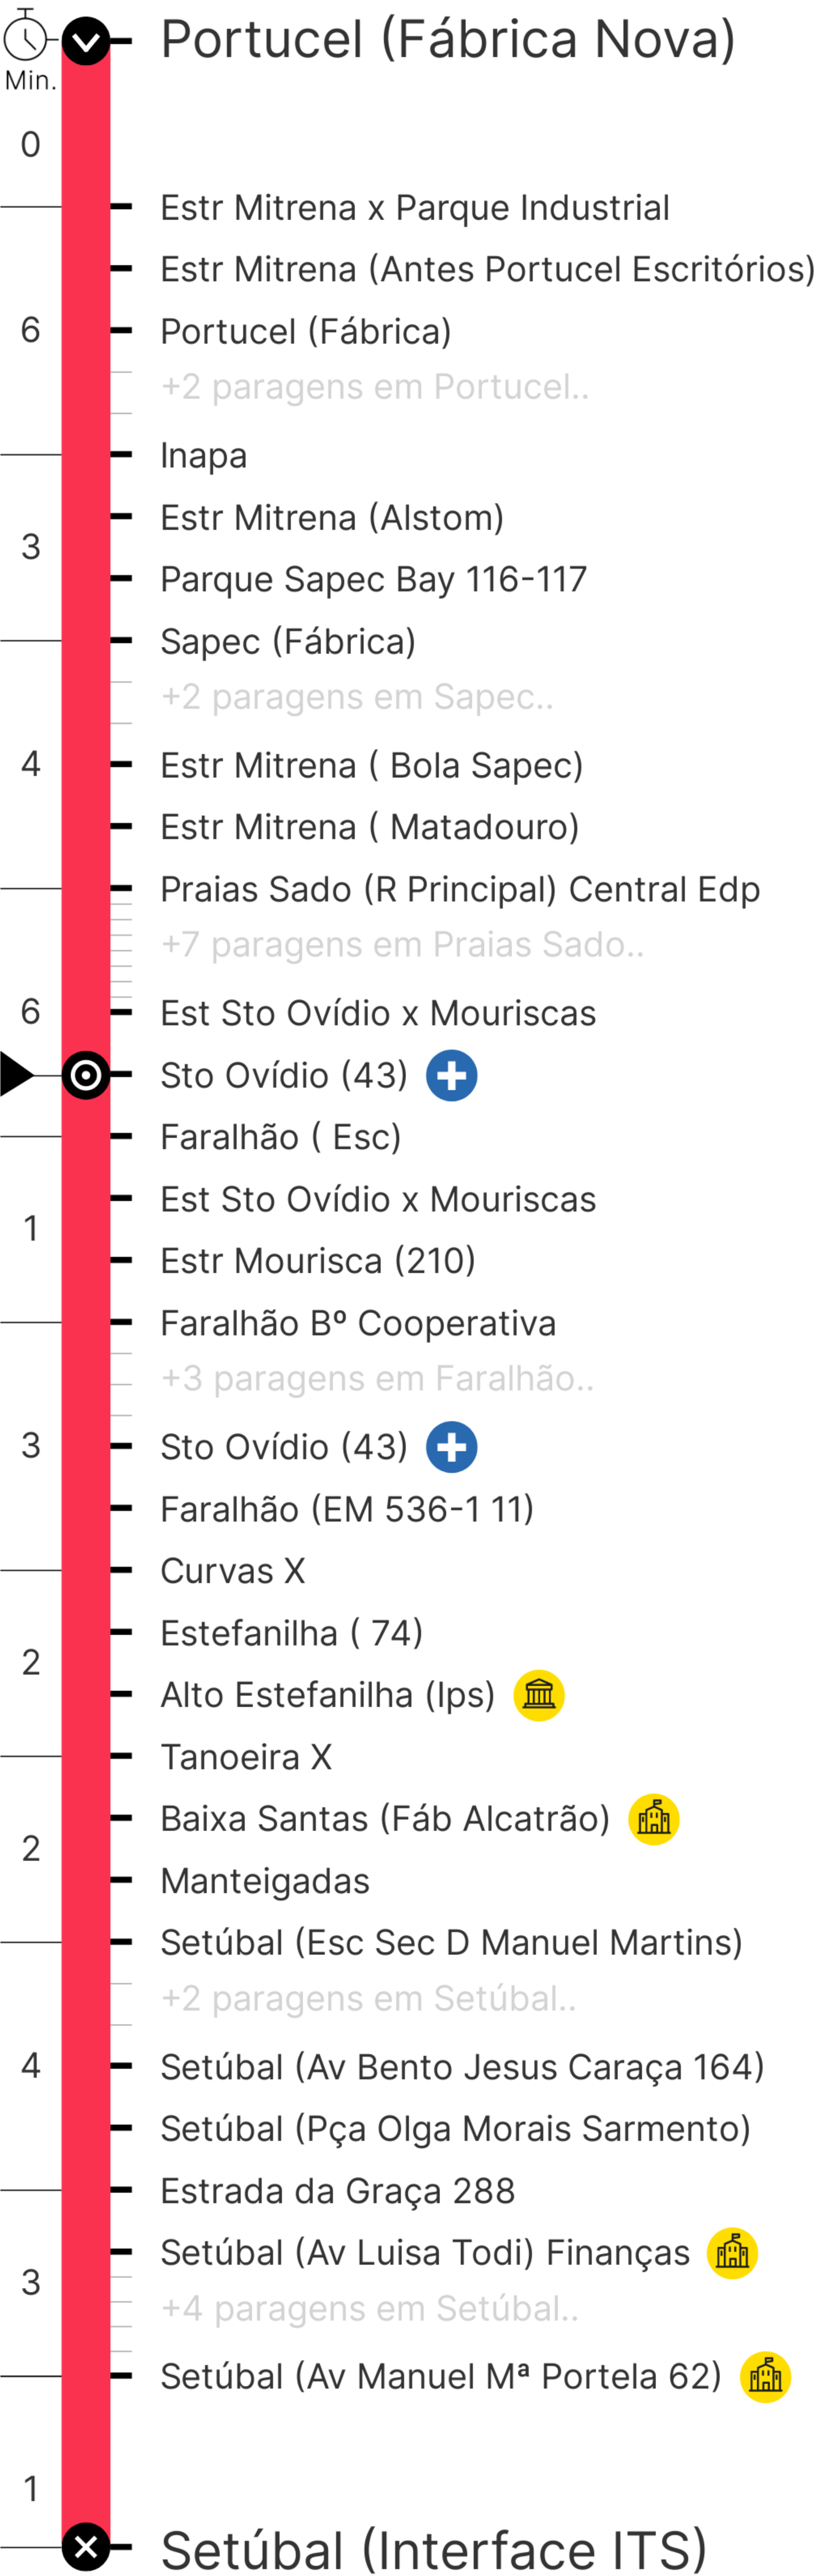 Portucel (Fábrica Nova)
Min.
0
Estr Mitrena x Parque Industrial
Estr Mitrena (Antes Portucel Escritórios)
6
Portucel (Fábrica)
+2 paragens em Portucel..
Inapa
Estr Mitrena (Alstom)
3
Parque Sapec Bay 116-117
Sapec (Fábrica)
+2 paragens em Sapec..
4
Estr Mitrena ( Bola Sapec)
Estr Mitrena ( Matadouro)
Praias Sado (R Principal) Central Edp
+7 paragens em Praias Sado..
6
Est Sto Ovídio x Mouriscas
Sto Ovídio (43)
Faralhão ( Esc)
Est Sto Ovídio x Mouriscas
1
Estr Mourisca (210)
Faralhão Bº Cooperativa
+3 paragens em Faralhão..
3
Sto Ovídio (43)
Faralhão (EM 536-1 11)
Curvas X
Estefanilha ( 74)
2
Alto Estefanilha (Ips)
Tanoeira X
Baixa Santas (Fáb Alcatrão)
2
Manteigadas
Setúbal (Esc Sec D Manuel Martins)
+2 paragens em Setúbal..
4
Setúbal (Av Bento Jesus Caraça 164)
Setúbal (Pça Olga Morais Sarmento)
Estrada da Graça 288
Setúbal (Av Luisa Todi) Finanças
3
+4 paragens em Setúbal..
Setúbal (Av Manuel Mª Portela 62)
1
Setúbal (Interface ITS)